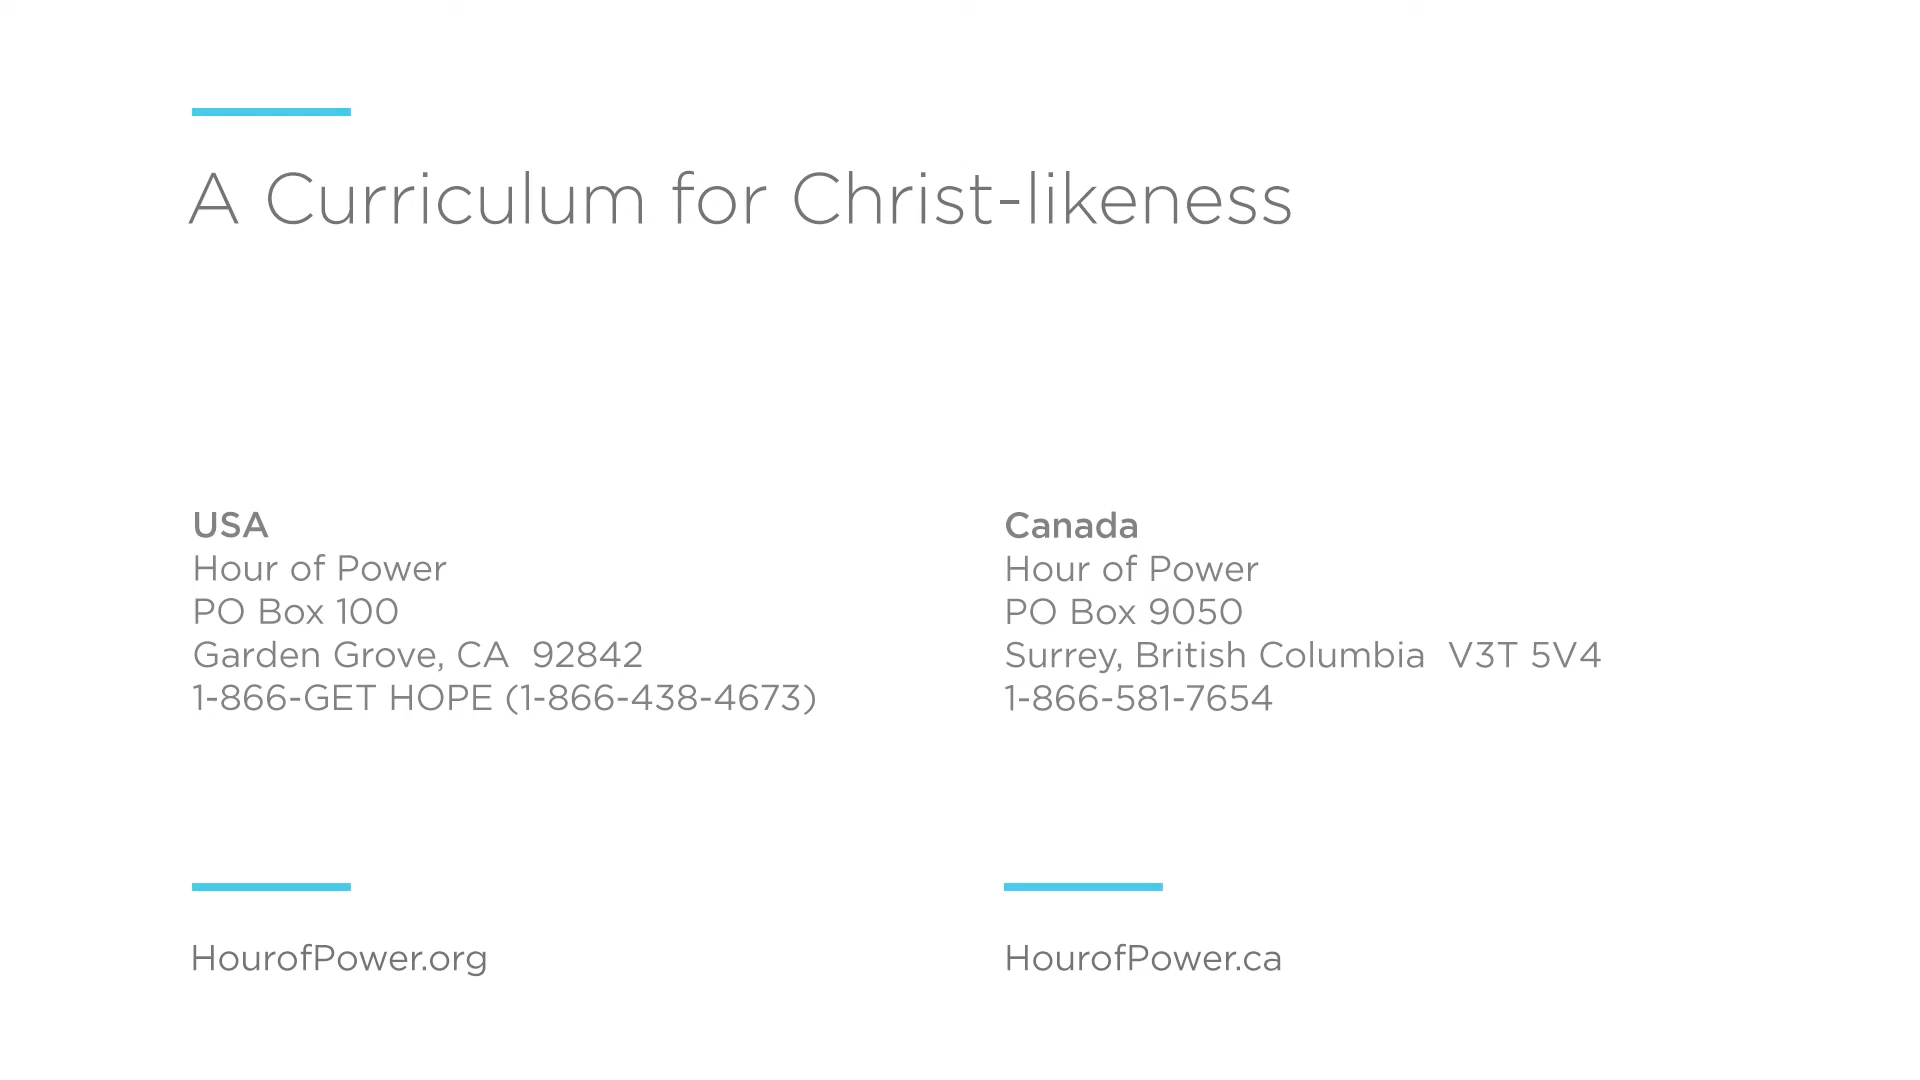 A Curriculum for Christ-likeness
USA
Hour of Power
PO Box 100
Garden Grove, CA  92842
1-866-GET HOPE (1-866-438-4673)
Canada
Hour of Power
PO Box 9050
Surrey, British Columbia  V3T 5V4
1-866-581-7654
HourofPower.org
HourofPower.ca